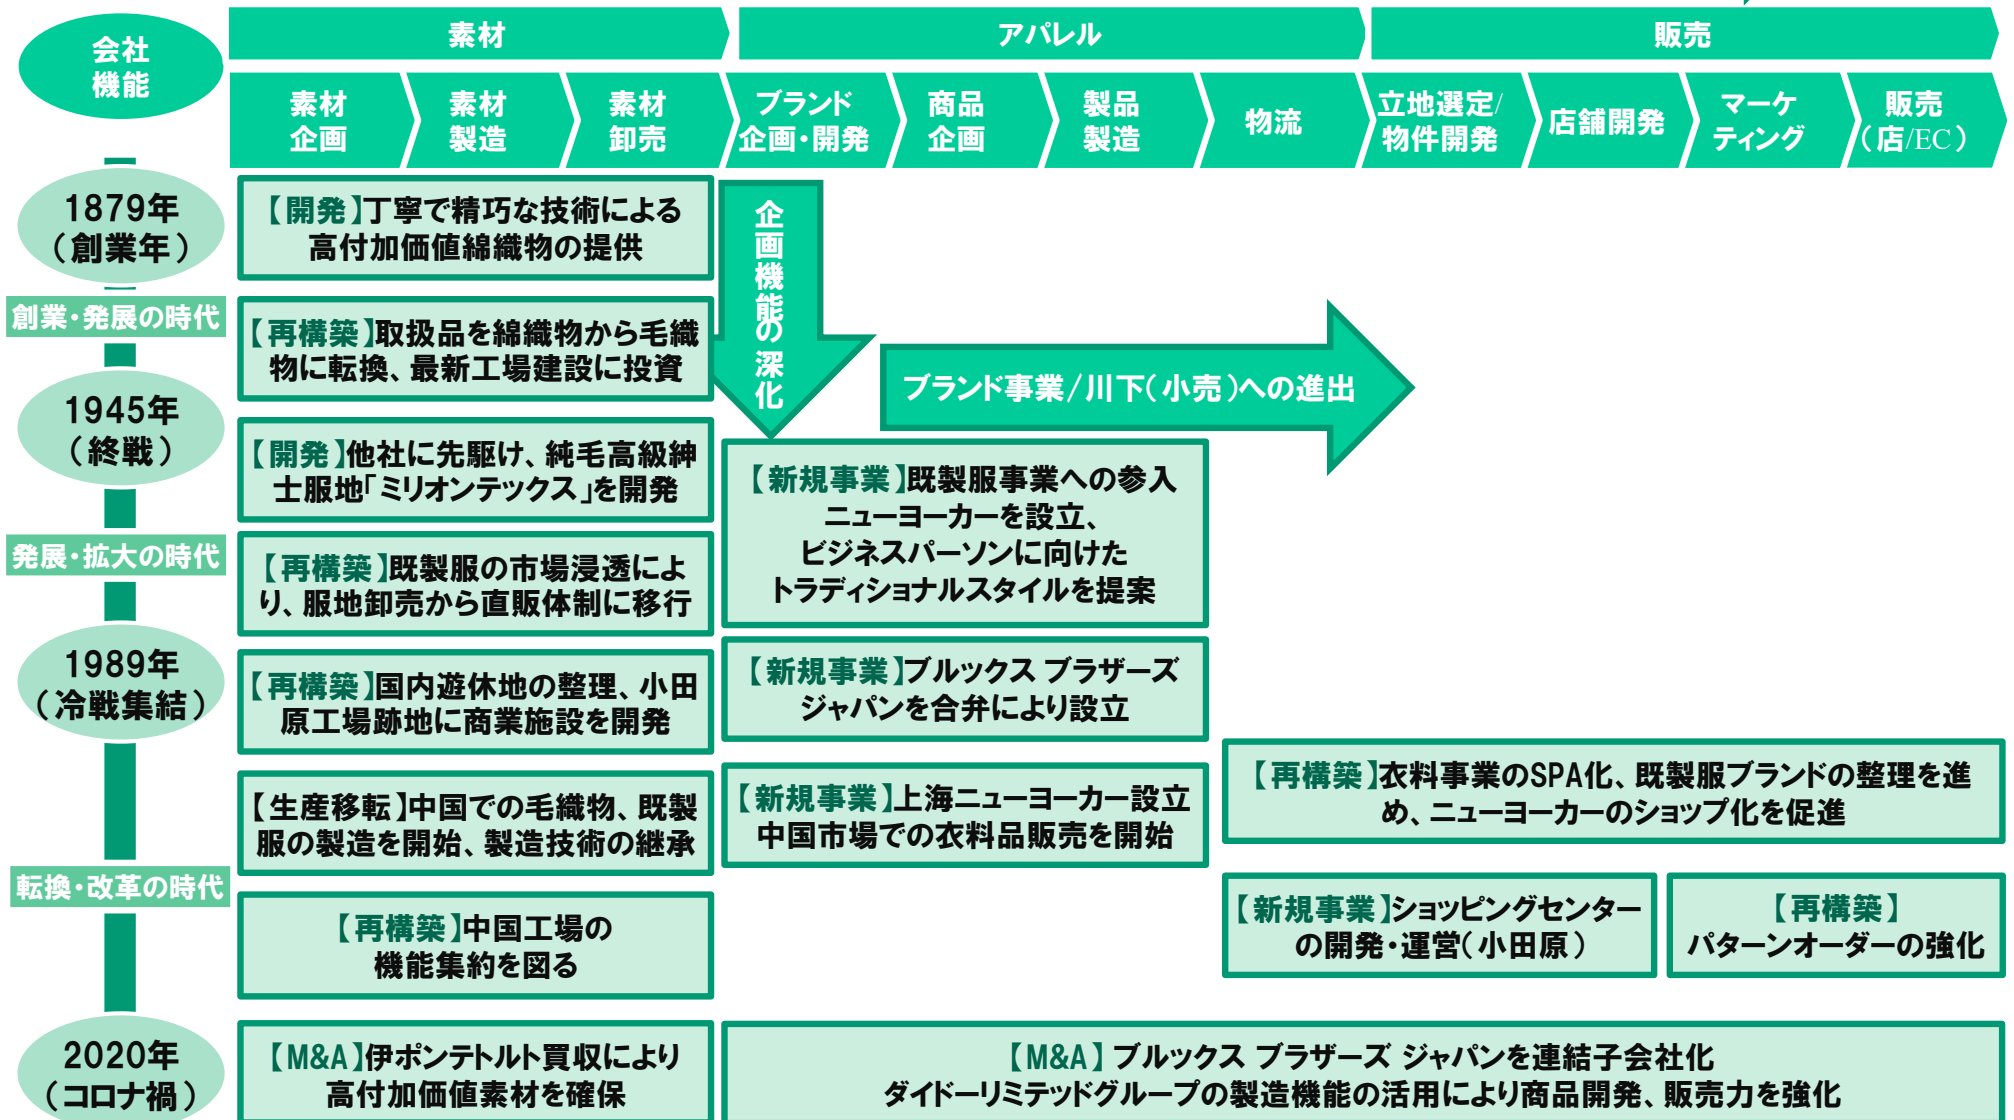 会社
機能
素材
アパレル
販売
素材
企画
素材
製造
素材
卸売
ブランド
企画・開発
商品
企画
製品
製造
物流
立地選定/
物件開発
店舗開発
マーケ
ティング
販売
（店/EC）
1879年
（創業年）
創業・発展の時代
1945年
（終戦）
発展・拡大の時代
1989年
（冷戦集結）
転換・改革の時代
2020年
（コロナ禍）
【開発】丁寧で精巧な技術による
高付加価値綿織物の提供
【再構築】取扱品を綿織物から毛織
物に転換、最新工場建設に投資
【開発】他社に先駆け、純毛高級紳
士服地「ミリオンテックス」を開発
【再構築】既製服の市場浸透によ
り、服地卸売から直販体制に移行
【再構築】国内遊休地の整理、小田
原工場跡地に商業施設を開発
【生産移転】中国での毛織物、既製
服の製造を開始、製造技術の継承
【再構築】中国工場の
機能集約を図る
【M&A】伊ポンテトルト買収により
高付加価値素材を確保
企画機能の深化
ブランド事業/川下（小売）への進出
【新規事業】既製服事業への参入
ニューヨーカーを設立、
ビジネスパーソンに向けた
トラディショナルスタイルを提案
【新規事業】ブルックス ブラザーズ
ジャパンを合弁により設立
【新規事業】上海ニューヨーカー設立
中国市場での衣料品販売を開始
【再構築】衣料事業のSPA化、既製服ブランドの整理を進
め、ニューヨーカーのショップ化を促進
【新規事業】ショッピングセンター
の開発・運営（小田原）
【再構築】
パターンオーダーの強化
【M&A】 ブルックス ブラザーズ ジャパンを連結子会社化
ダイドーリミテッドグループの製造機能の活用により商品開発、販売力を強化